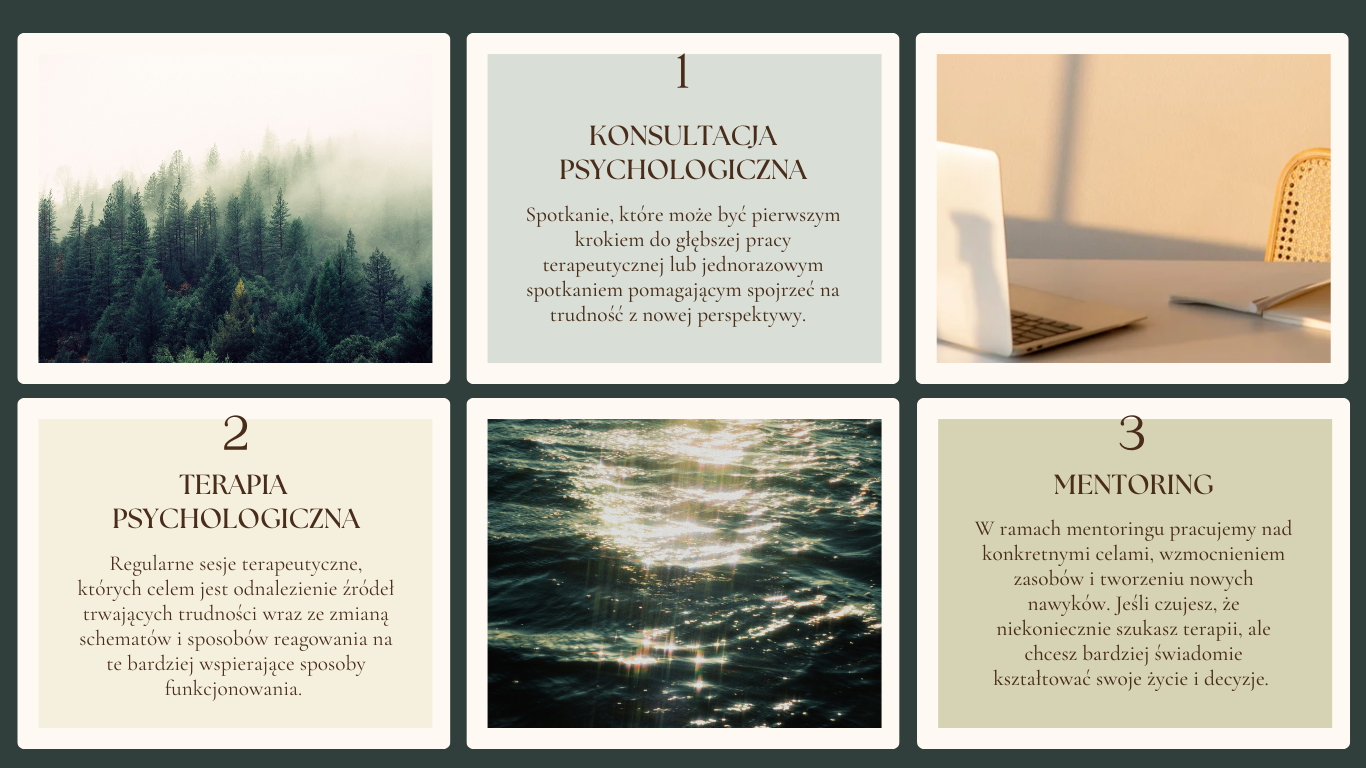 1
KONSULTACJA
PSYCHOLOGICZNA
Spotkanie, które może być pierwszym
krokiem do głębszej pracy
terapeutycznej lub jednorazowym
spotkaniem pomagającym spojrzeć na
trudność z nowej perspektywy.
2
TERAPIA
PSYCHOLOGICZNA
Regularne sesje terapeutyczne,
których celem jest odnalezienie źródeł
trwających trudności wraz ze zmianą
schematów i sposobów reagowania na
te bardziej wspierające sposoby
funkcjonowania.
3
MENTORING
W ramach mentoringu pracujemy nad
konkretnymi celami, wzmocnieniem
zasobów i tworzeniu nowych
nawyków. Jeśli czujesz, że
niekoniecznie szukasz terapii, ale
chcesz bardziej świadomie
kształtować swoje życie i decyzje.